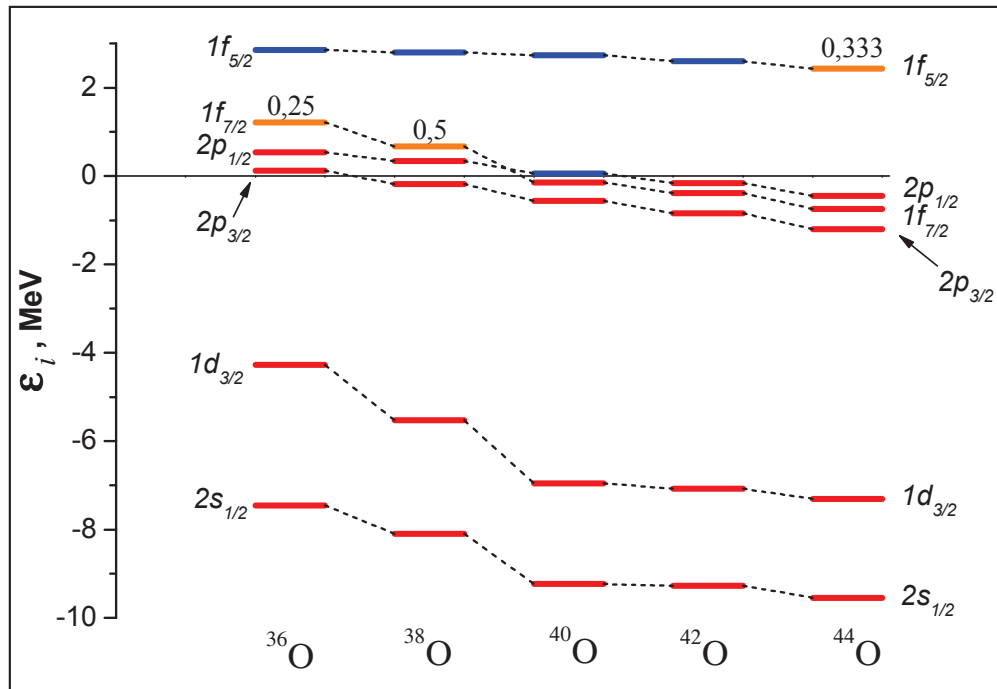 1f5/2
0,333
1f5/2
2
0,25
1f7/2
0,5
2p1/2
0
2p3/2
2p1/2
1f7/2
2p3/2
-2
εi , MeV
-4
1d3/2
-6
2s1/2
1d3/2
-8
2s1/2
-10
36O 38O 40O 42O 44O